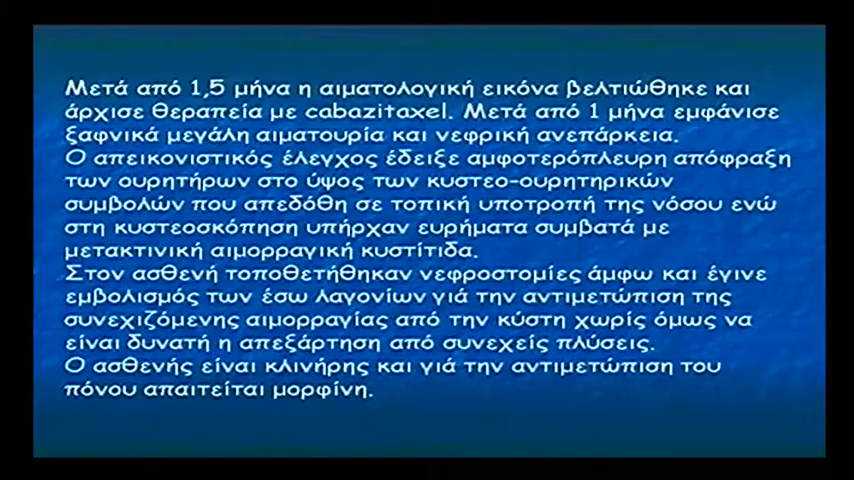 Μετά από 1,5 μήνα η αιματολογική εικόνα βελτιώθηκε και
άρχισε θεραπεία με cabazitaxel. Μετά από 1 μήνα εμφάνισε
ξαφνικά μεγάλη αιματουρία και νεφρική ανεπάρκεια.
Ο απεικονιστικός έλεγχος έδειξε αμφοτερόπλευρη απόφραξη
των ουρητήρων στο ύψος των κυστεο-ουρητηρικών
συμβολών που απεδόθη σε τοπική υποτροπή της νόσου ενώ
στη κυστεοσκόπηση υπήρχαν ευρήματα συμβατά με
μετακτινική αιμορραγική κυστίτιδα.
Στον ασθενή τοποθετήθηκαν νεφροστομίες άμφω και έγινε
εμβολισμός των έσω λαγονίων γιά την αντιμετώπιση της
συνεχιζόμενης αιμορραγίας από την κύστη χωρίς όμως να
είναι δυνατή η απεξάρτηση από συνεχείς πλύσεις.
Ο ασθενής είναι κλινήρης και γιά την αντιμετώπιση του
πόνου απαιτείται μορφίνη.